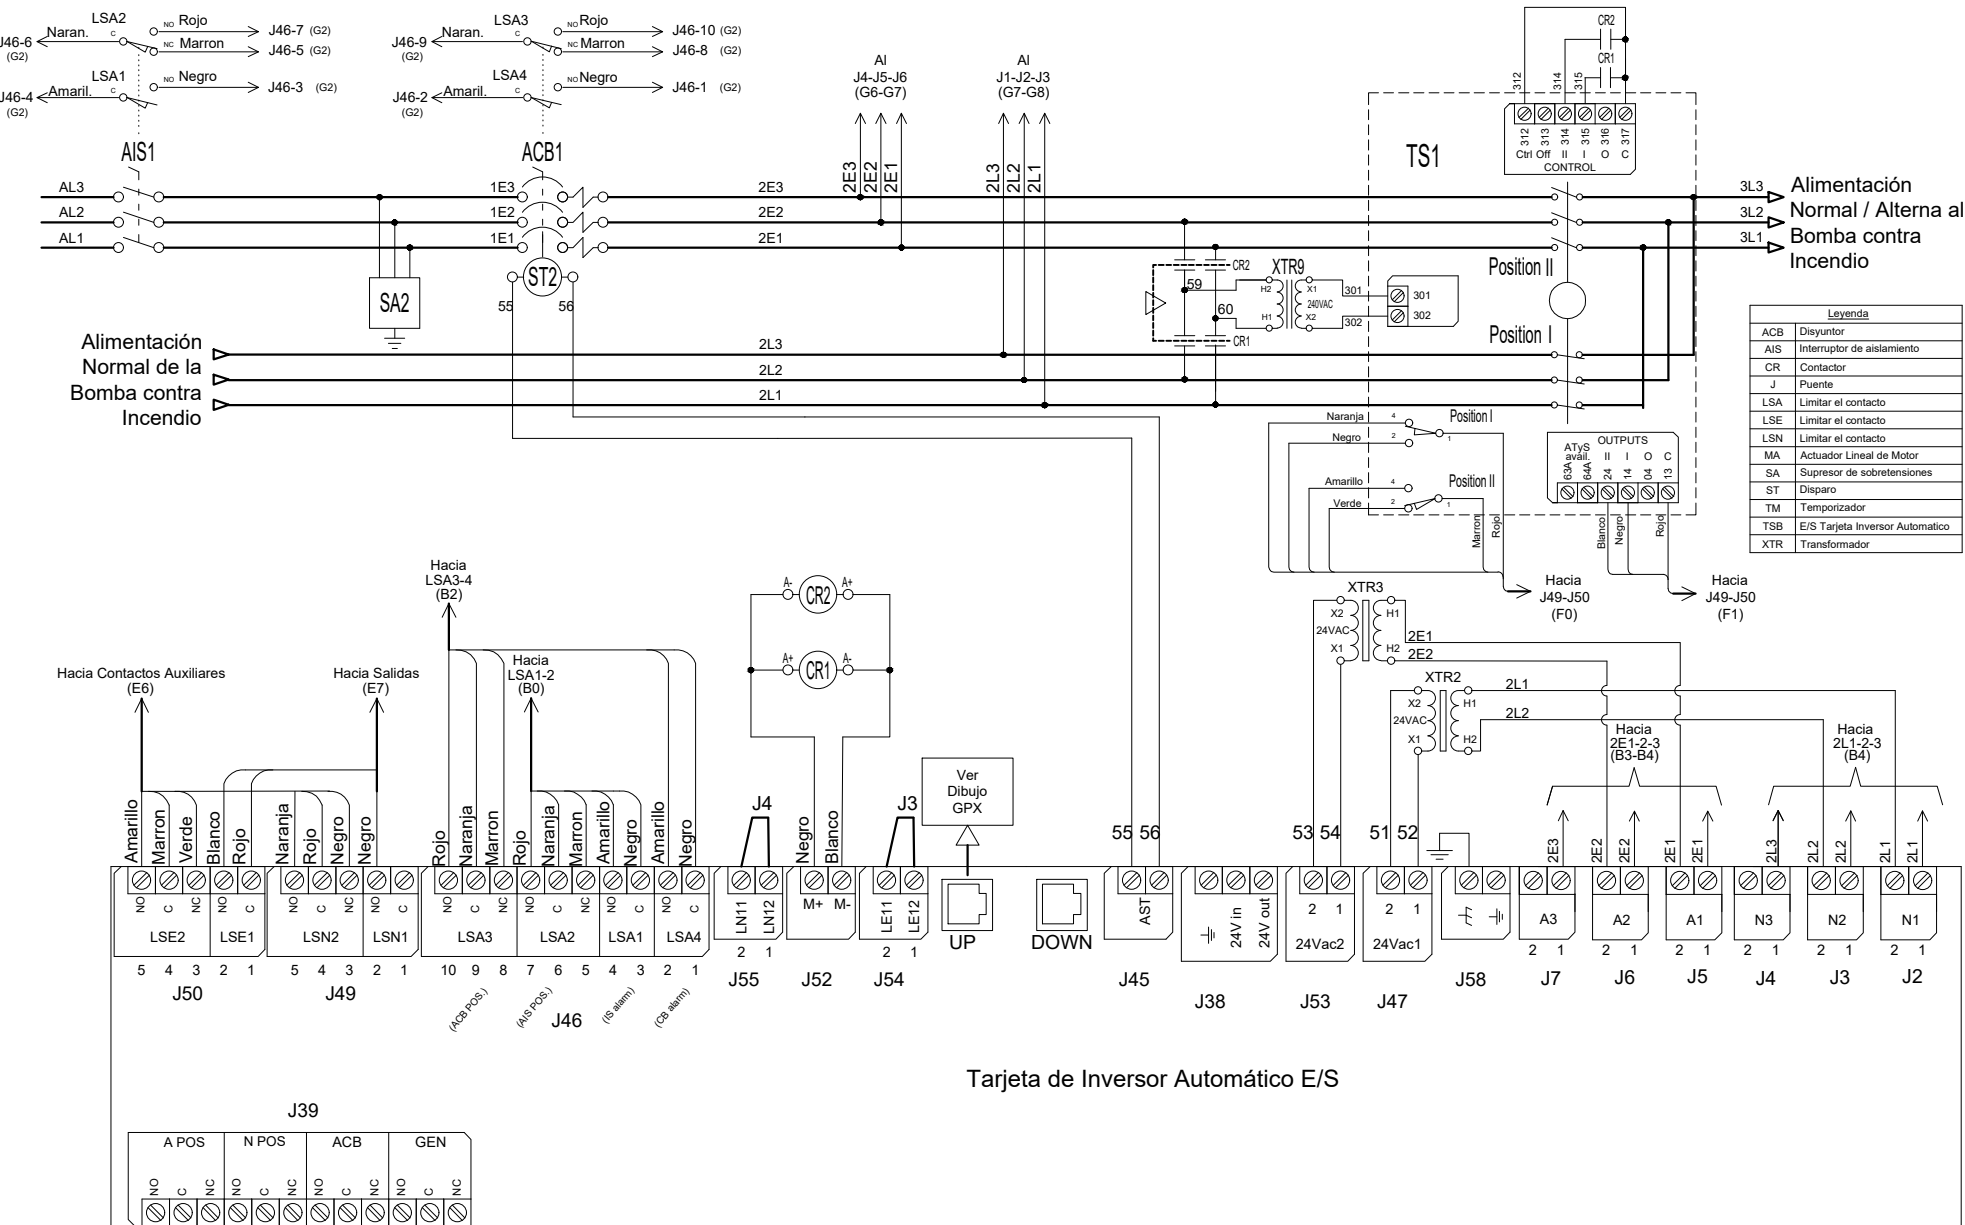 LSA2
NO Rojo
J46-7 (G2)
Naran.
C
NC Marron
J46-5 (G2)
J46-6
(G2)
LSA1
C
NO Negro
J46-3 (G2)
Amaril.
J46-4
(G2)
LSA3
NO Rojo
J46-10 (G2)
Naran.
C
NC Marron
J46-8 (G2)
J46-9
(G2)
LSA4
C
NO Negro
J46-1 (G2)
Amaril.
J46-2
(G2)
Al
J4-J5-J6
(G6-G7)
Al
J1-J2-J3
(G7-G8)
CR2
CR1
312
314
315
312 313 314 315 316 317
Ctrl Off II I O C
CONTROL
TS1
AIS1
ACB1
2E3
2E2
2E1
2L3
2L2
2L1
AL3
1E3
2E3
3L3
AL2
1E2
2E2
3L2
AL1
1E1
2E1
3L1
Alimentación
Normal / Alterna al
Bomba contra
Incendio
SA2
ST2
55
56
CR2
59
60
CR1
XTR9
H2
X1
240VAC
H1
X2
301
302
301
302
Position II
Position I
Alimentación
Normal de la
Bomba contra
Incendio
2L3
2L2
2L1
Leyenda
ACB Disyuntor
AIS Interruptor de aislamiento
CR Contactor
J Puente
LSA Limitar el contacto
LSE Limitar el contacto
LSN Limitar el contacto
MA Actuador Lineal de Motor
SA Supresor de sobretensiones
ST Disparo
TM Temporizador
TSB E/S Tarjeta Inversor Automatico
XTR Transformador
Naranja
4
Position I
Negro
2
1
Amarillo
4
Position II
Verde
2
1
Marron
Rojo
OUTPUTS
ATyS
avail.
II I O C
63A 64A 24 14 04 13
Blanco
Negro
Rojo
Hacia
J49-J50
(F0)
Hacia
J49-J50
(F1)
Hacia
LSA3-4
(B2)
Hacia Contactos Auxiliares
(E6)
Hacia Salidas
(E7)
Hacia
LSA1-2
(B0)
A-
CR2
A+
A+
CR1
A-
XTR3
X2
H1
24VAC
X1
H2
2E1
2E2
XTR2
X2
H1
24VAC
X1
H2
2L1
2L2
Hacia
2E1-2-3
(B3-B4)
Hacia
2L1-2-3
(B4)
Ver
Dibujo
GPX
J4
J3
Amarillo Marron Verde Blanco Rojo
Naranja Rojo Negro Negro
Rojo Naranja Marron Rojo Naranja Marron Amarillo Negro Amarillo Negro
Negro Blanco
55 56
53 54
51 52
2E3 2E2 2E2 2E1 2E1
2L3 2L2 2L2 2L1 2L1
NO C NC NO C
LSE2 LSE1
5 4 3 2 1
J50
NO C NC NO C
LSN2 LSN1
5 4 3 2 1
J49
NO C NC NO C NC C NO C NO
LSA3 LSA2 LSA1 LSA4
10 9 8 7 6 5 4 3 2 1
(ACB POS.)
(AIS POS.)
(IS alarm)
(CB alarm)
J46
LN11 LN12
2 1
J55
M+ M-
J52
LE11 LE12
2 1
J54
UP
DOWN
AST
J45
24V in
24V out
J38
2 1
24Vac2
J53
2 1
24Vac1
J47
J58
A3
2 1
J7
A2
2 1
J6
A1
2 1
J5
N3
2 1
J4
N2
2 1
J3
N1
2 1
J2
Tarjeta de Inversor Automático E/S
J39
A POS N POS ACB GEN
NO C NC NO C NC NO C NC NO C NC